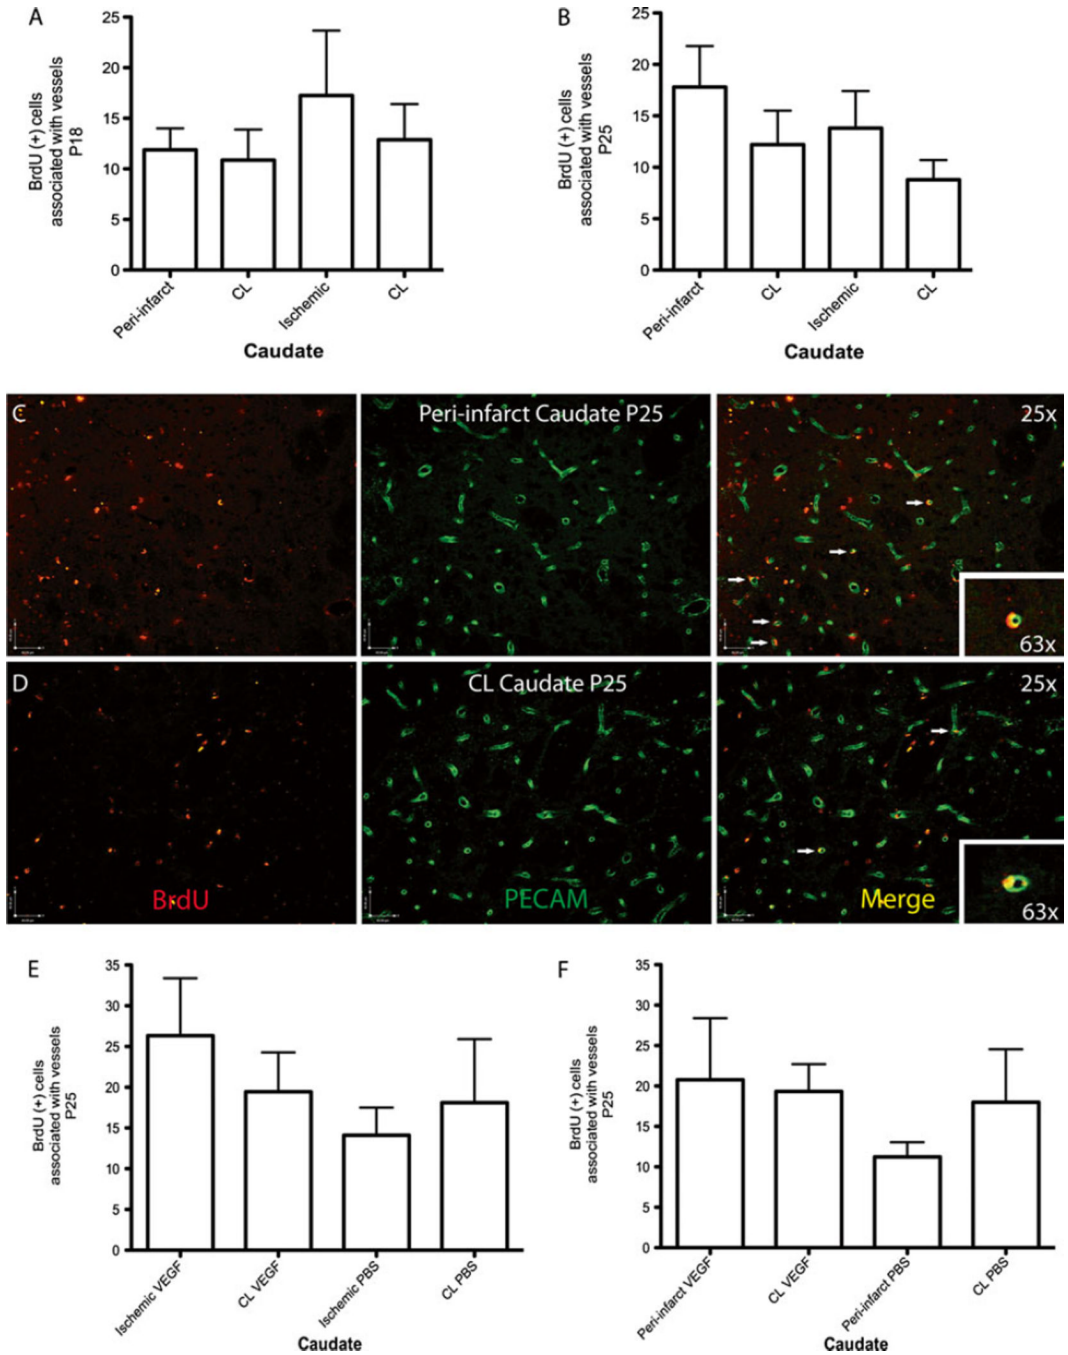 A
BrdU (+) cells
associated with vessels
P18
25
20
15
10
5
0
Peri-infarct
CL
Ischemic
CL
Caudate
B
BrdU (+) cells
associated with vessels
P25
25
20
15
10
5
0
Peri-infarct
CL
Ischemic
CL
Caudate
C
Peri-infarct Caudate P25
25x
63x
D
CL Caudate P25
25x
BrdU
PECAM
Merge
63x
E
BrdU (+) cells
associated with vessels
P25
35
30
25
20
15
10
5
0
Ischemic VEGF
CL VEGF
Ischemic PBS
CL PBS
Caudate
F
BrdU (+) cells
associated with vessels
P25
35
30
25
20
15
10
5
0
Peri-infarct VEGF
CL VEGF
Peri-infarct PBS
CL PBS
Caudate